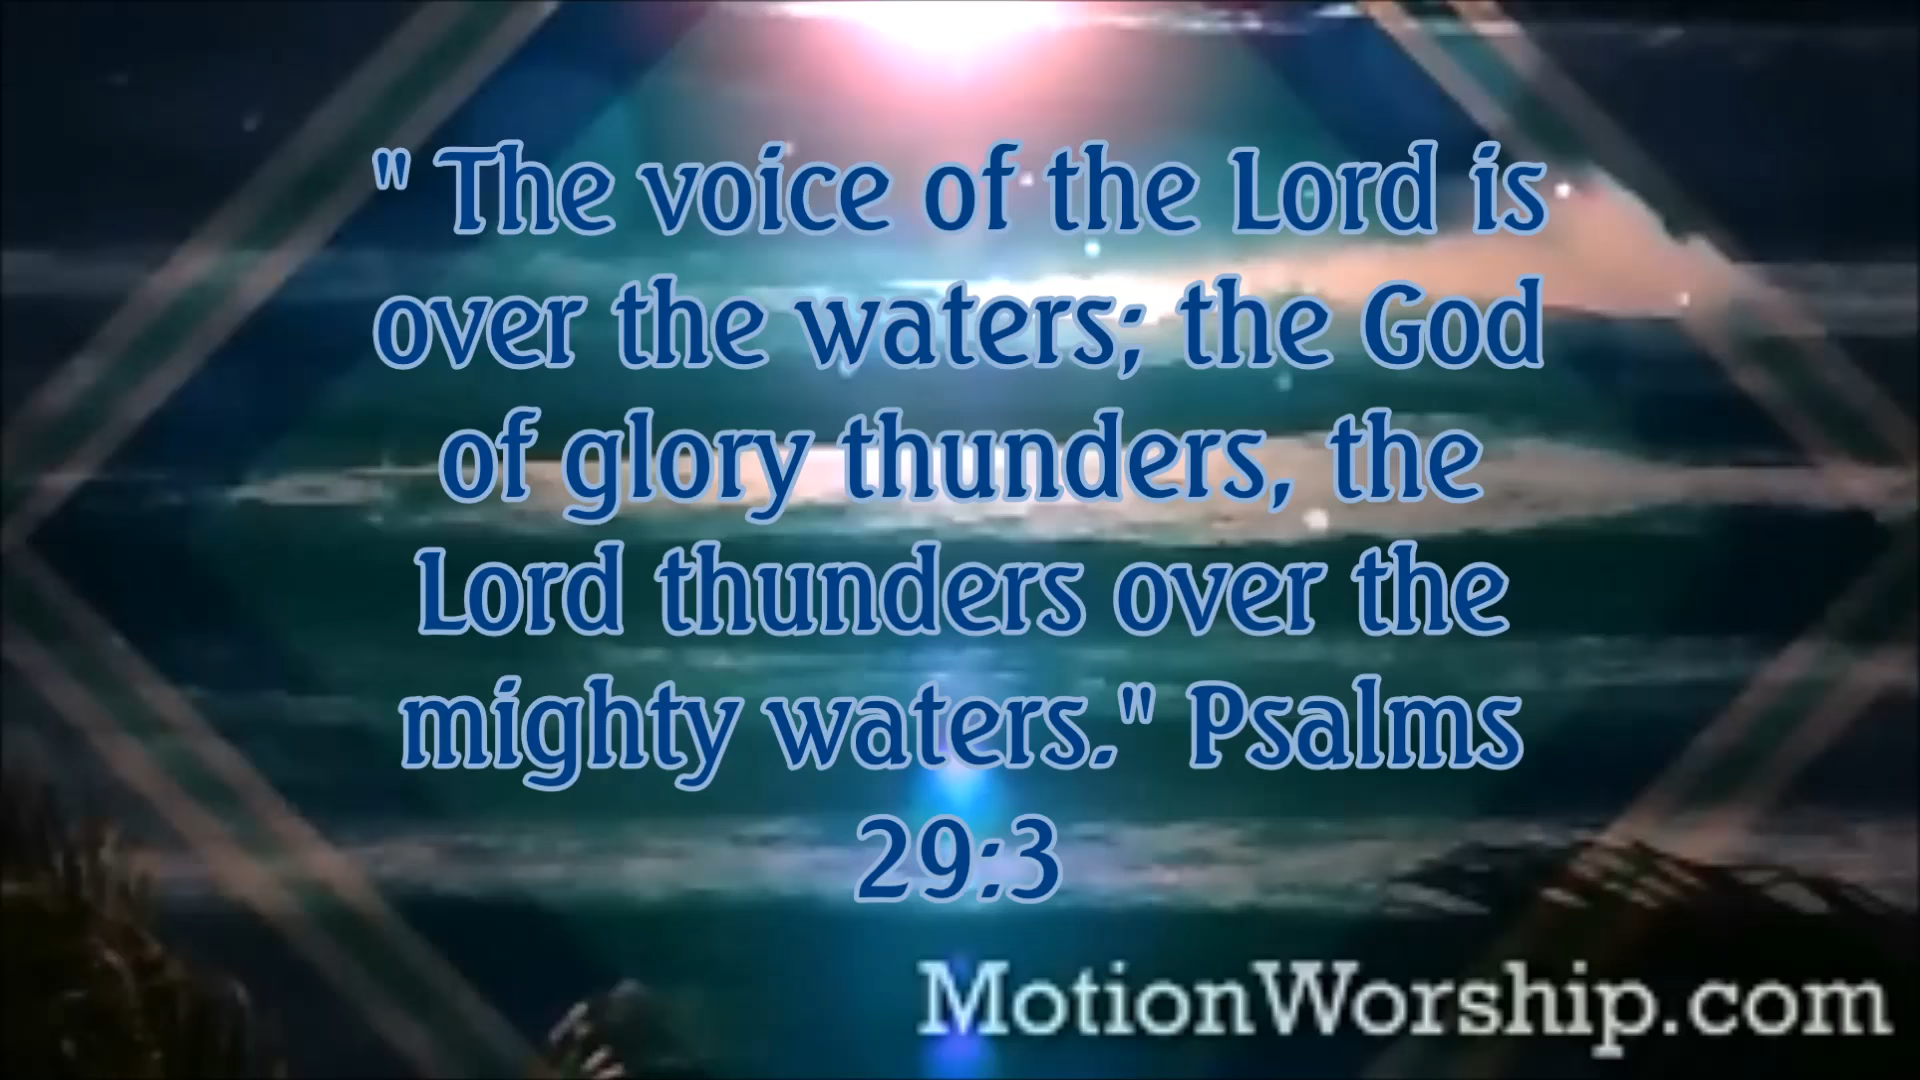 " The voice of the Lord is
over the waters; the God
of glory thunders, the
Lord thunders over the
mighty waters." Psalms
29:3
MotionWorship.com